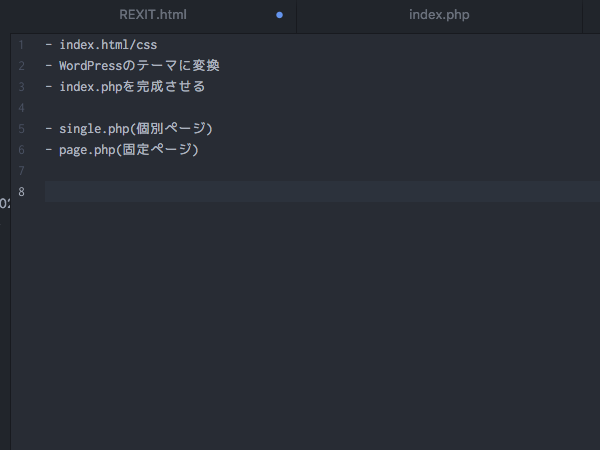 REXIT.html
index.php
1 - index.html/css
2 - WordPressのテーマに変換
3 - index.phpを完成させる
4
5 - single.php(個別ページ)
6 - page.php(固定ページ)
7
8
02